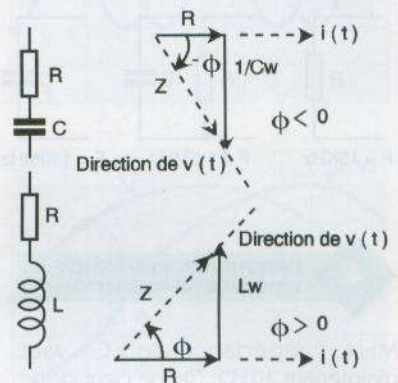 R
i (t)
R
-ϕ
1/Cw
Z
C
ϕ < 0
Direction de v (t)
R
Direction de v (t)
Z
Lw
L
ϕ > 0
ϕ
R
i (t)